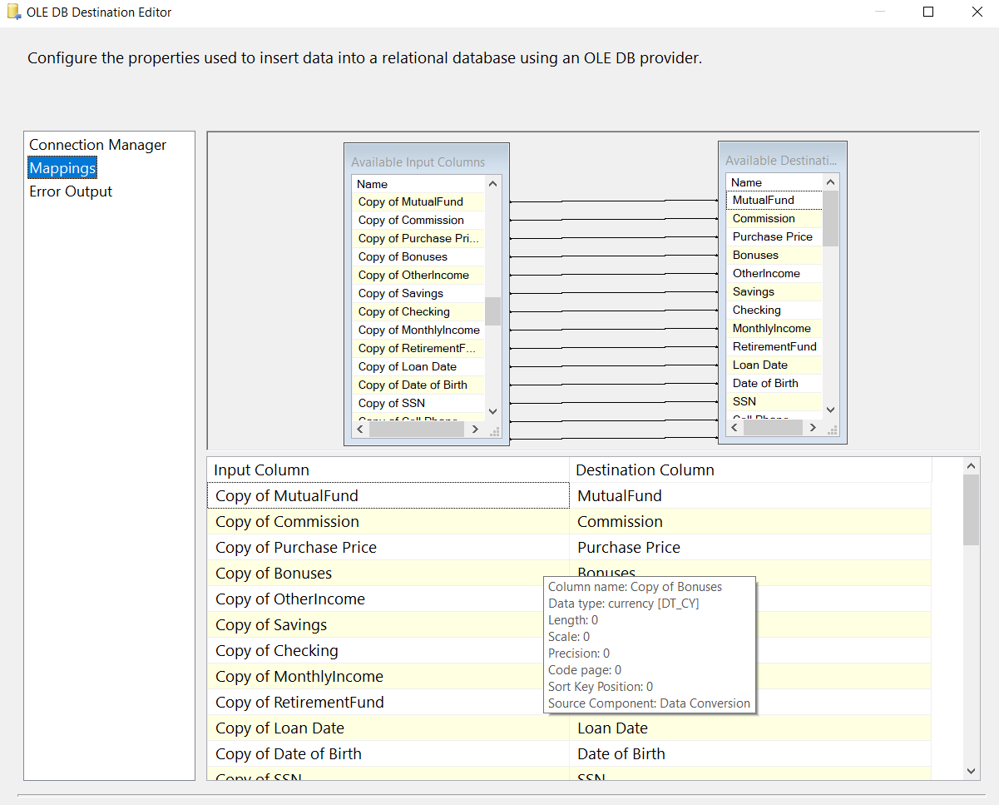 OLE DB Destination Editor
Configure the properties used to insert data into a relational database using an OLE DB provider.
Connection Manager
Mappings
Error Output
Available Input Columns
Name
Copy of MutualFund
Copy of Commission
Copy of Purchase Pri...
Copy of Bonuses
Copy of OtherIncome
Copy of Savings
Copy of Checking
Copy of MonthlyIncome
Copy of RetirementF...
Copy of Loan Date
Copy of Date of Birth
Copy of SSN
Copy of Cell Phone
Available Destinati...
Name
MutualFund
Commission
Purchase Price
Bonuses
OtherIncome
Savings
Checking
MonthlyIncome
RetirementFund
Loan Date
Date of Birth
SSN
Cell Phone
Input Column Destination Column
Copy of MutualFund MutualFund
Copy of Commission Commission
Copy of Purchase Price Purchase Price
Copy of Bonuses Bonuses
Copy of OtherIncome
Copy of Savings
Copy of Checking
Copy of MonthlyIncome
Copy of RetirementFund
Copy of Loan Date Loan Date
Copy of Date of Birth Date of Birth
Copy of SSN SSN
Column name: Copy of Bonuses
Data type: currency [DT_CY]
Length: 0
Scale: 0
Precision: 0
Code page: 0
Sort Key Position: 0
Source Component: Data Conversion